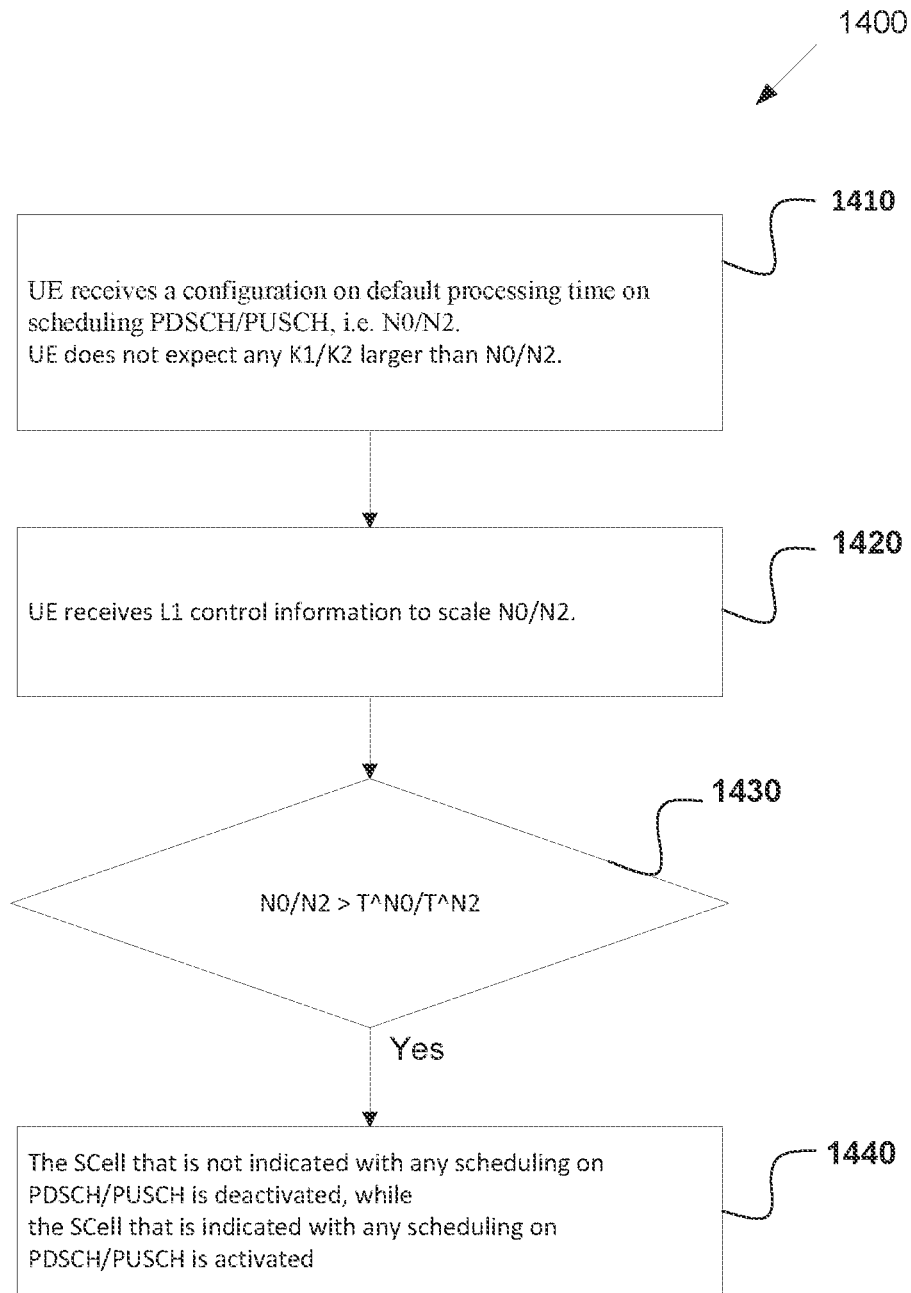 1400
1410
UE receives a configuration on default processing time on
scheduling PDSCH/PUSCH, i.e. N0/N2.
UE does not expect any K1/K2 larger than N0/N2.
1420
UE receives L1 control information to scale N0/N2.
1430
N0/N2 > T^N0/T^N2
Yes
1440
The SCell that is not indicated with any scheduling on
PDSCH/PUSCH is deactivated, while
the SCell that is indicated with any scheduling on
PDSCH/PUSCH is activated